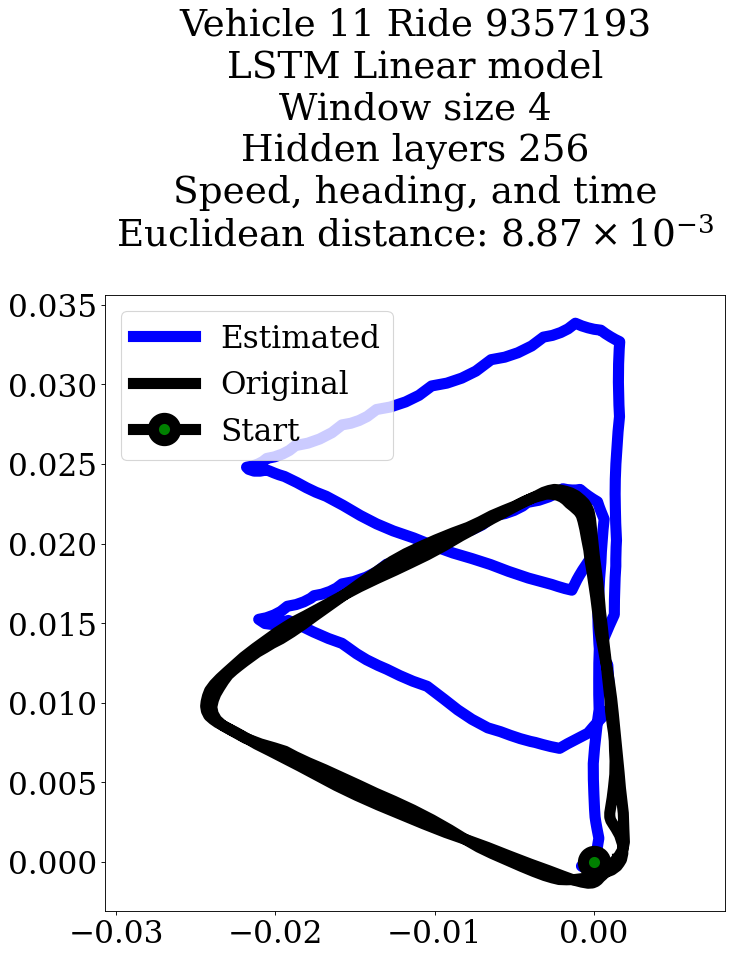 Vehicle 11 Ride 9357193
LSTM Linear model
Window size 4
Hidden layers 256
Speed, heading, and time
Euclidean distance: 8.87 × 10⁻³
0.035
0.030
0.025
0.020
0.015
0.010
0.005
0.000
Estimated
Original
Start
−0.03
−0.02
−0.01
0.00